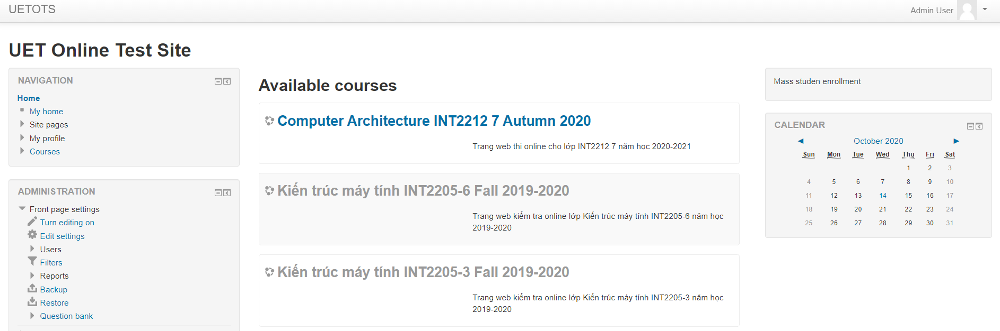 UETOTS
Admin User
UET Online Test Site
NAVIGATION
Home
My home
Site pages
My profile
Courses
ADMINISTRATION
Front page settings
Turn editing on
Edit settings
Users
Filters
Reports
Backup
Restore
Question bank
Available courses
Computer Architecture INT2212 7 Autumn 2020
Trang web thi online cho lớp INT2212 7 năm học 2020-2021
Kiến trúc máy tính INT2205-6 Fall 2019-2020
Trang web kiểm tra online lớp Kiến trúc máy tính INT2205-6 năm học
2019-2020
Kiến trúc máy tính INT2205-3 Fall 2019-2020
Trang web kiểm tra online lớp Kiến trúc máy tính INT2205-3 năm học
2019-2020
Mass studen enrollment
CALENDAR
October 2020
Sun Mon Tue Wed Thu Fri Sat
1 2 3
4 5 6 7 8 9 10
11 12 13 14 15 16 17
18 19 20 21 22 23 24
25 26 27 28 29 30 31